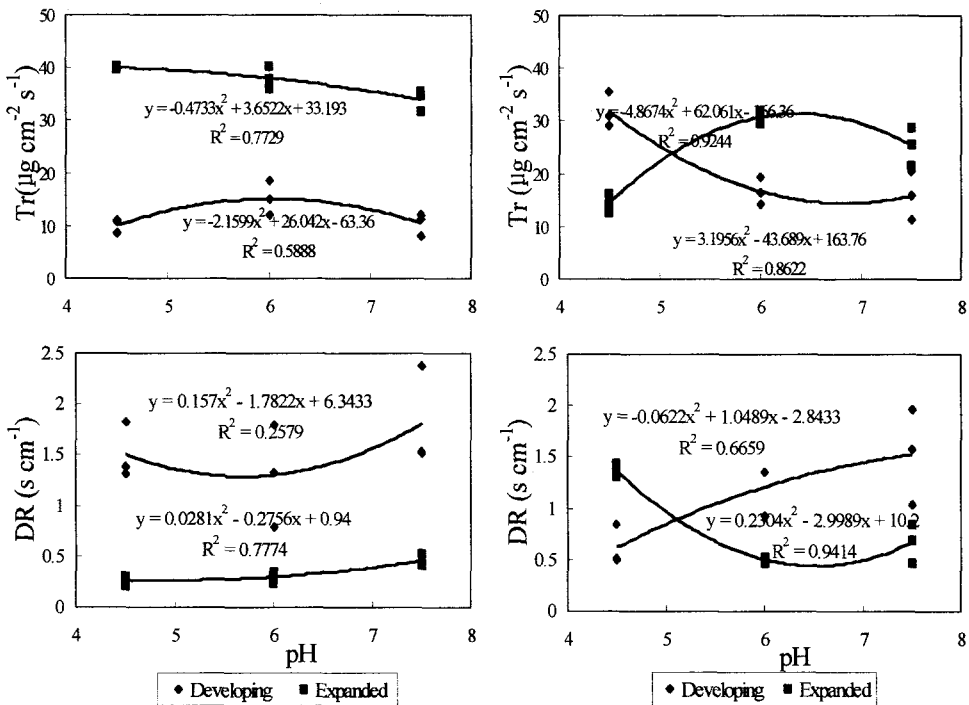 50
40
30
20
10
0
Tr(µg cm⁻² s⁻¹)
y = -0.4733x² + 3.6522x + 33.193
R² = 0.7729
y = -2.1599x² + 26.042x - 63.36
R² = 0.5888
4 5 6 7 8
50
40
30
20
10
0
Tr (µg cm⁻² s⁻¹)
y = -4.8674x² + 62.061x - 166.36
R² = 0.9244
y = 3.1956x² - 43.689x + 163.76
R² = 0.8622
4 5 6 7 8
2.5
2
1.5
1
0.5
0
DR (s cm⁻¹)
y = 0.157x² - 1.7822x + 6.3433
R² = 0.2579
y = 0.0281x² - 0.2756x + 0.94
R² = 0.7774
4 5 6 7 8
pH
Developing Expanded
2.5
2
1.5
1
0.5
0
DR (s cm⁻¹)
y = -0.0622x² + 1.0489x - 2.8433
R² = 0.6659
y = 0.2304x² - 2.9989x + 10.2
R² = 0.9414
4 5 6 7 8
pH
Developing Expanded